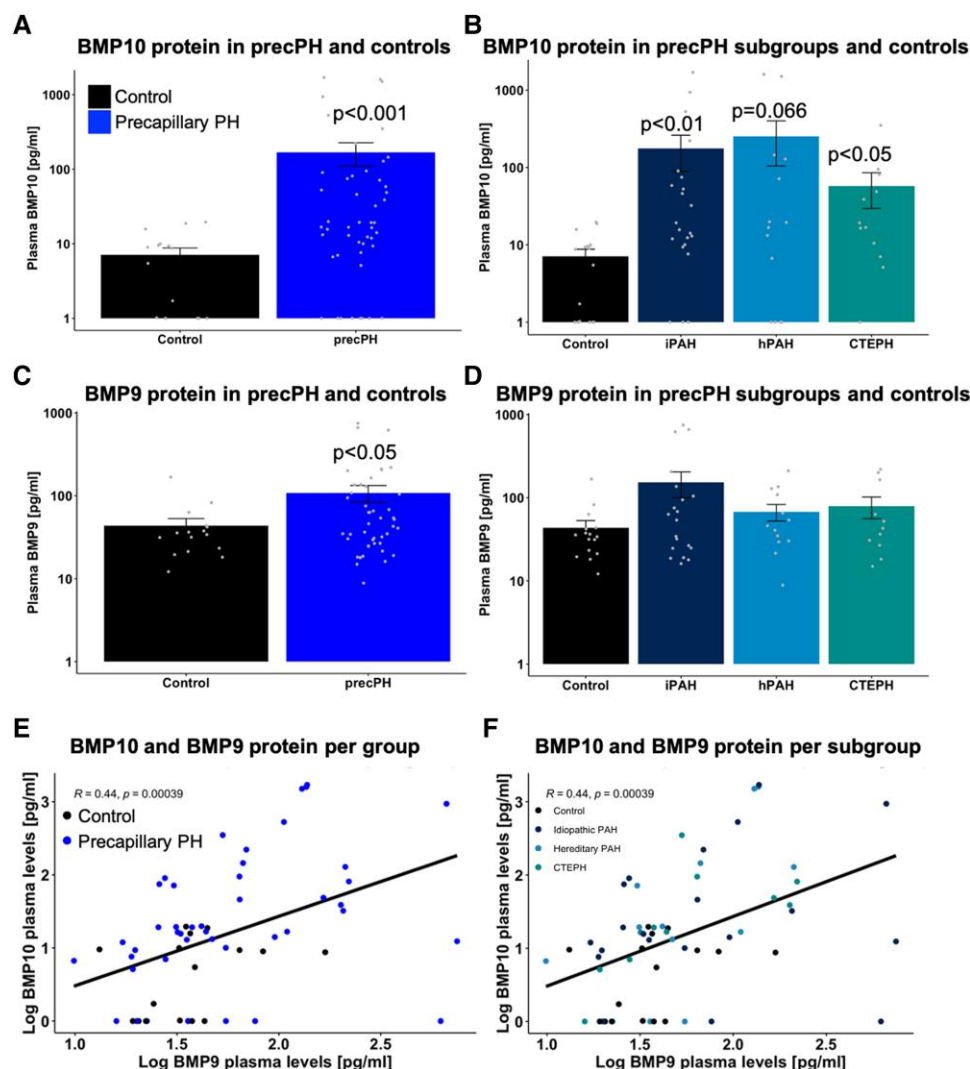 A
BMP10 protein in precPH and controls
Plasma BMP10 [pg/ml]
1000
100
10
1
Control
Precapillary PH
p<0.001
Control
precPH
B
BMP10 protein in precPH subgroups and controls
Plasma BMP10 [pg/ml]
1000
100
10
1
p<0.01
p=0.066
p<0.05
Control
iPAH
hPAH
CTEPH
C
BMP9 protein in precPH and controls
Plasma BMP9 [pg/ml]
1000
100
10
1
p<0.05
Control
precPH
D
BMP9 protein in precPH subgroups and controls
Plasma BMP9 [pg/ml]
1000
100
10
1
Control
iPAH
hPAH
CTEPH
E
BMP10 and BMP9 protein per group
Log BMP10 plasma levels [pg/ml]
3
2
1
0
R = 0.44, p = 0.00039
Control
Precapillary PH
1.0
1.5
2.0
2.5
Log BMP9 plasma levels [pg/ml]
F
BMP10 and BMP9 protein per subgroup
Log BMP10 plasma levels [pg/ml]
3
2
1
0
R = 0.44, p = 0.00039
Control
Idiopathic PAH
Hereditary PAH
CTEPH
1.0
1.5
2.0
2.5
Log BMP9 plasma levels [pg/ml]